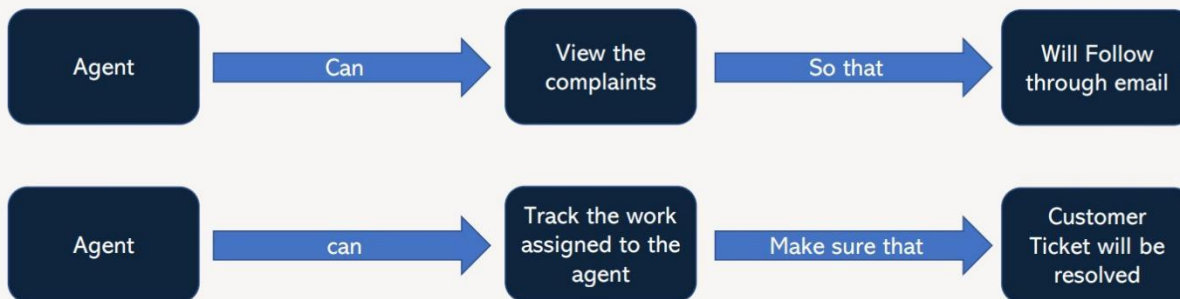 Agent
Can
View the
complaints
So that
Will Follow
through email
Agent
can
Track the work
assigned to the
agent
Make sure that
Customer
Ticket will be
resolved